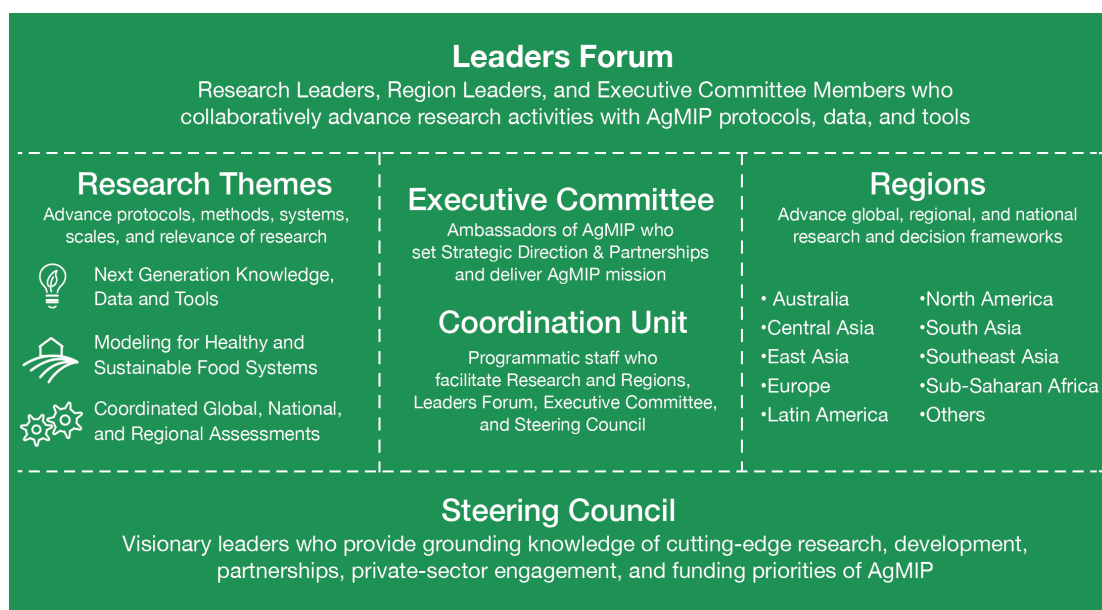 Leaders Forum
Research Leaders, Region Leaders, and Executive Committee Members who
collaboratively advance research activities with AgMIP protocols, data, and tools
Research Themes
Advance protocols, methods, systems,
scales, and relevance of research
Next Generation Knowledge,
Data and Tools
Modeling for Healthy and
Sustainable Food Systems
Coordinated Global, National,
and Regional Assessments
Executive Committee
Ambassadors of AgMIP who
set Strategic Direction & Partnerships
and deliver AgMIP mission
Coordination Unit
Programmatic staff who
facilitate Research and Regions,
Leaders Forum, Executive Committee,
and Steering Council
Regions
Advance global, regional, and national
research and decision frameworks
• Australia
•Central Asia
•East Asia
•Europe
•Latin America
•North America
•South Asia
•Southeast Asia
•Sub-Saharan Africa
•Others
Steering Council
Visionary leaders who provide grounding knowledge of cutting-edge research, development,
partnerships, private-sector engagement, and funding priorities of AgMIP